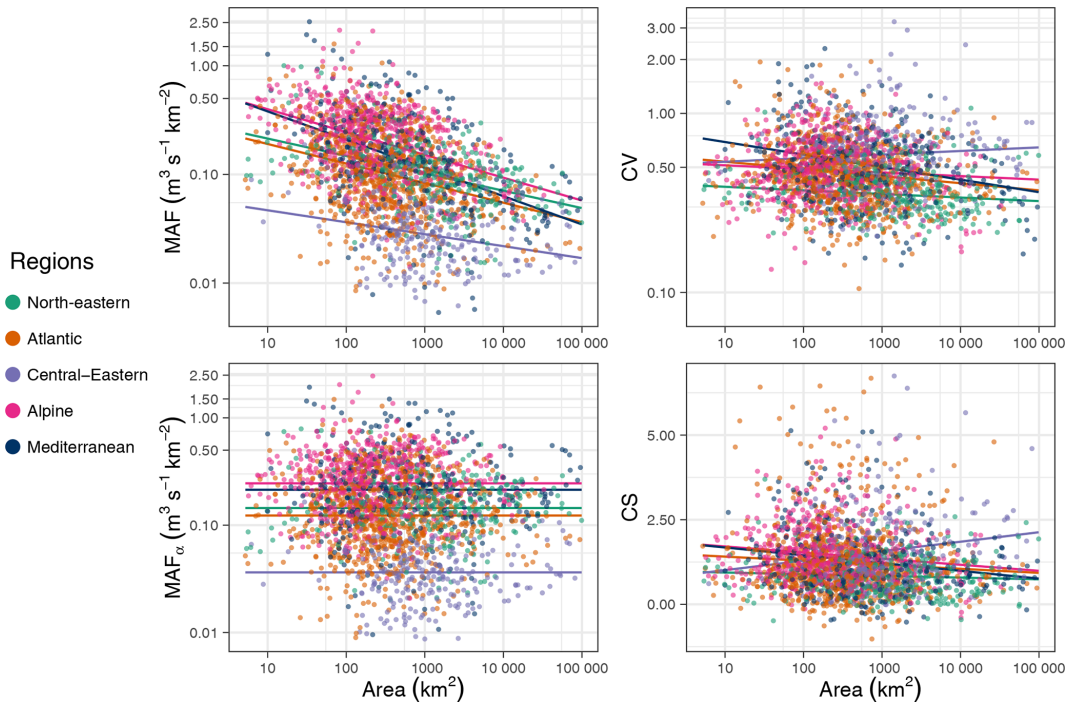 Regions
North-eastern
Atlantic
Central–Eastern
Alpine
Mediterranean
MAF (m³ s⁻¹ km⁻²)
2.50
1.50
1.00
0.50
0.10
0.01
10 100 1000 10 000 100 000
CV
3.00
2.00
1.00
0.50
0.10
10 100 1000 10 000 100 000
MAFα (m³ s⁻¹ km⁻²)
2.50
1.50
1.00
0.50
0.10
0.01
10 100 1000 10 000 100 000
Area (km²)
CS
5.00
2.50
0.00
10 100 1000 10 000 100 000
Area (km²)